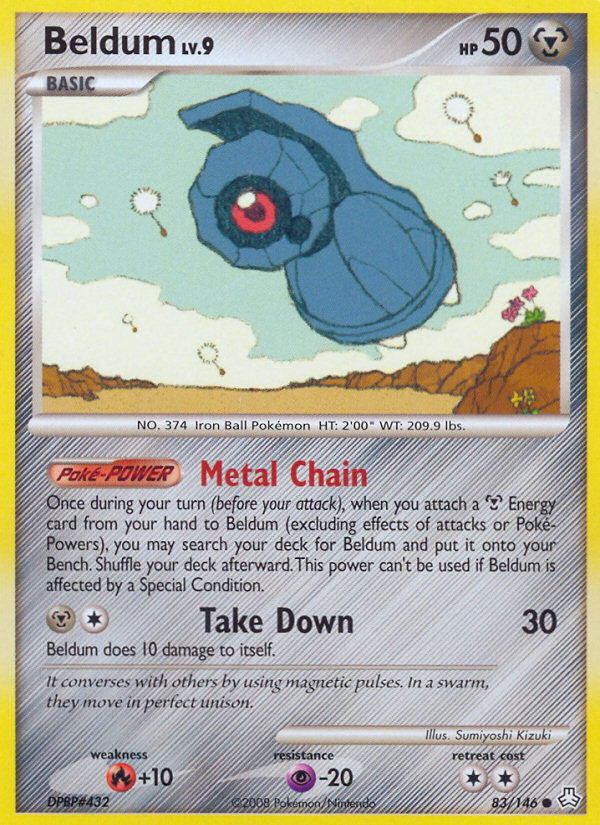 Beldum LV.9
HP 50
BASIC
NO. 374 Iron Ball Pokémon HT: 2'00" WT: 209.9 lbs.
Poké-POWER Metal Chain
Once during your turn (before your attack), when you attach a Energy
card from your hand to Beldum (excluding effects of attacks or Poké-
Powers), you may search your deck for Beldum and put it onto your
Bench. Shuffle your deck afterward. This power can't be used if Beldum is
affected by a Special Condition.
Take Down 30
Beldum does 10 damage to itself.
It converses with others by using magnetic pulses. In a swarm,
they move in perfect unison.
Illus. Sumiyoshi Kizuki
weakness resistance retreat cost
+10 -20
DPBP#432 ©2008 Pokémon/Nintendo 83/146